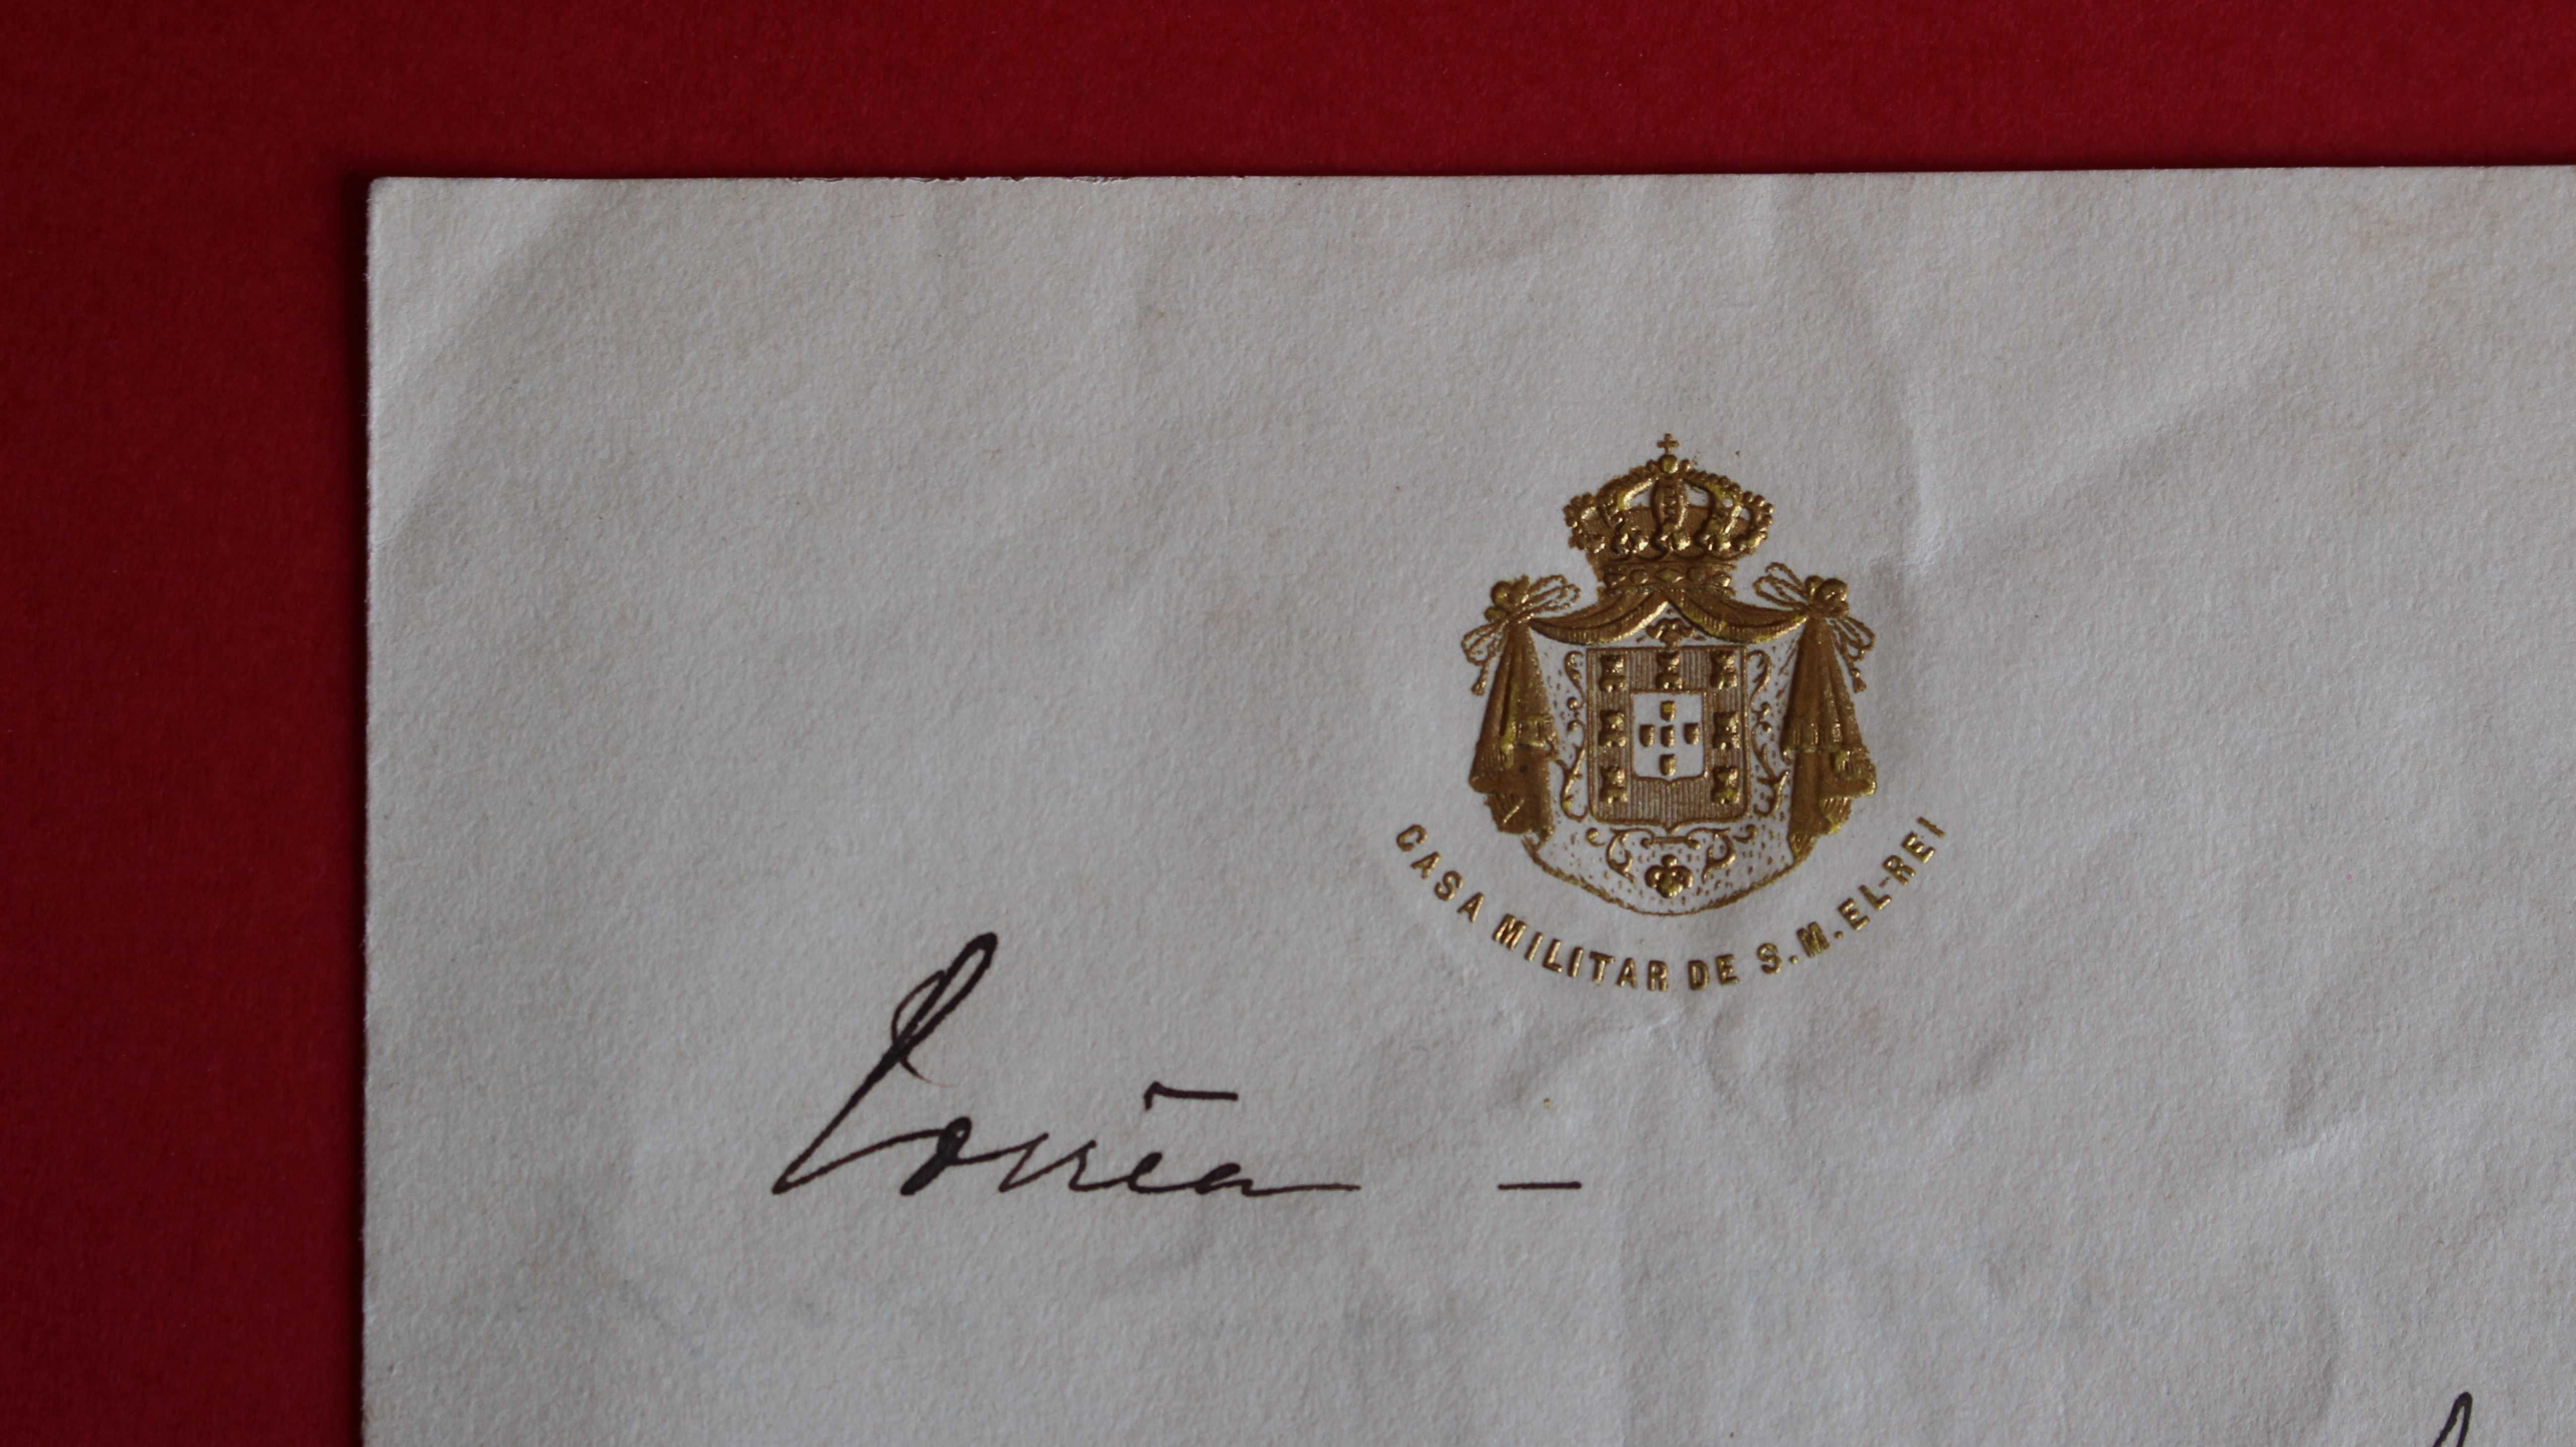 CASA MILITAR DE S. M. EL-REI
Corrêa —